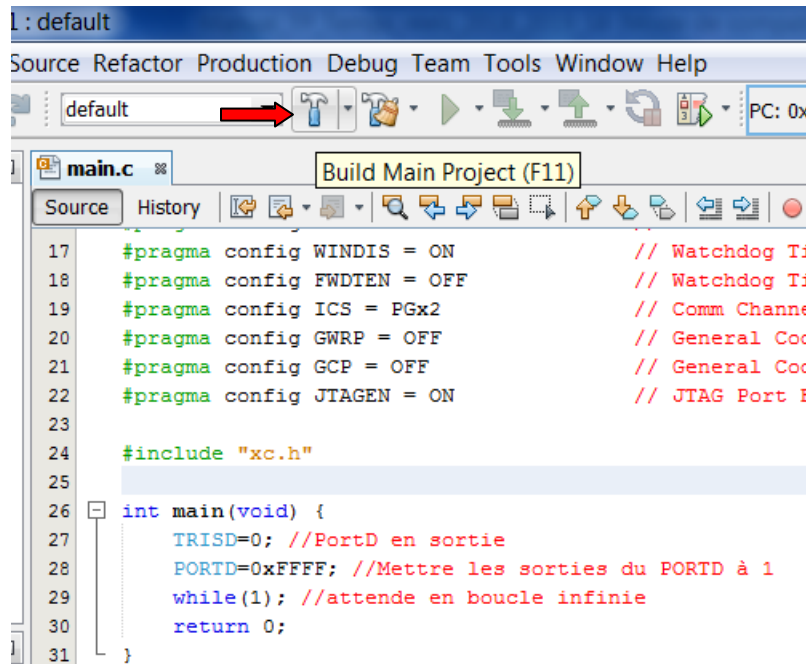 1 : default
Source Refactor Production Debug Team Tools Window Help
default PC: 0x
main.c
Build Main Project (F11)
Source History
17 #pragma config WINDIS = ON // Watchdog Ti
18 #pragma config FWDTEN = OFF // Watchdog Ti
19 #pragma config ICS = PGx2 // Comm Channe
20 #pragma config GWRP = OFF // General Cod
21 #pragma config GCP = OFF // General Cod
22 #pragma config JTAGEN = ON // JTAG Port E
23
24 #include "xc.h"
25
26 int main(void) {
27 TRISD=0; //PortD en sortie
28 PORTD=0xFFFF; //Mettre les sorties du PORTD à 1
29 while(1); //attende en boucle infinie
30 return 0;
31 }